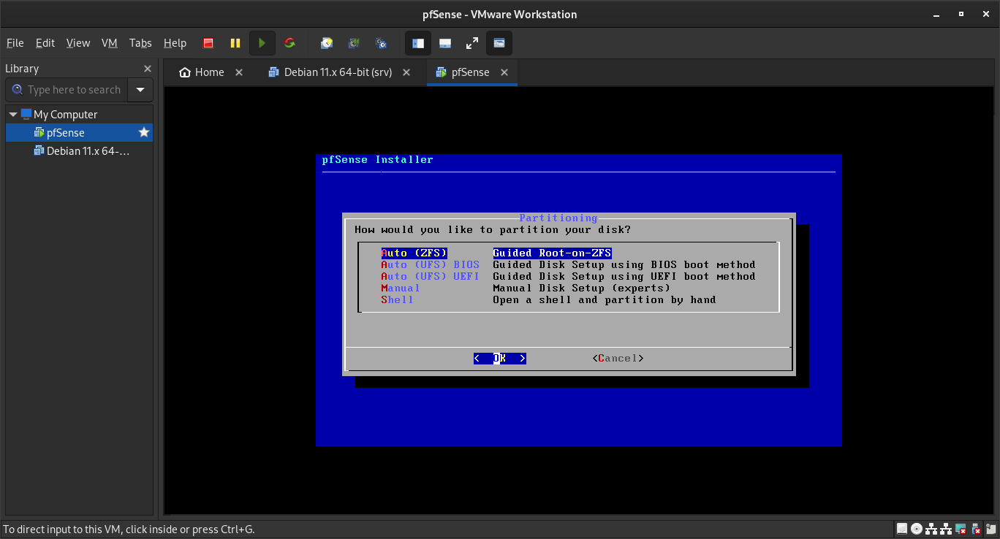 pfSense - VMware Workstation
File Edit View VM Tabs Help
Library
Home
Debian 11.x 64-bit (srv)
pfSense
Type here to search
My Computer
pfSense
Debian 11.x 64-...
pfSense Installer
Partitioning
How would you like to partition your disk?
Auto (ZFS) Guided Root-on-ZFS
Auto (UFS) BIOS Guided Disk Setup using BIOS boot method
Auto (UFS) UEFI Guided Disk Setup using UEFI boot method
Manual Manual Disk Setup (experts)
Shell Open a shell and partition by hand
< OK > <Cancel>
To direct input to this VM, click inside or press Ctrl+G.